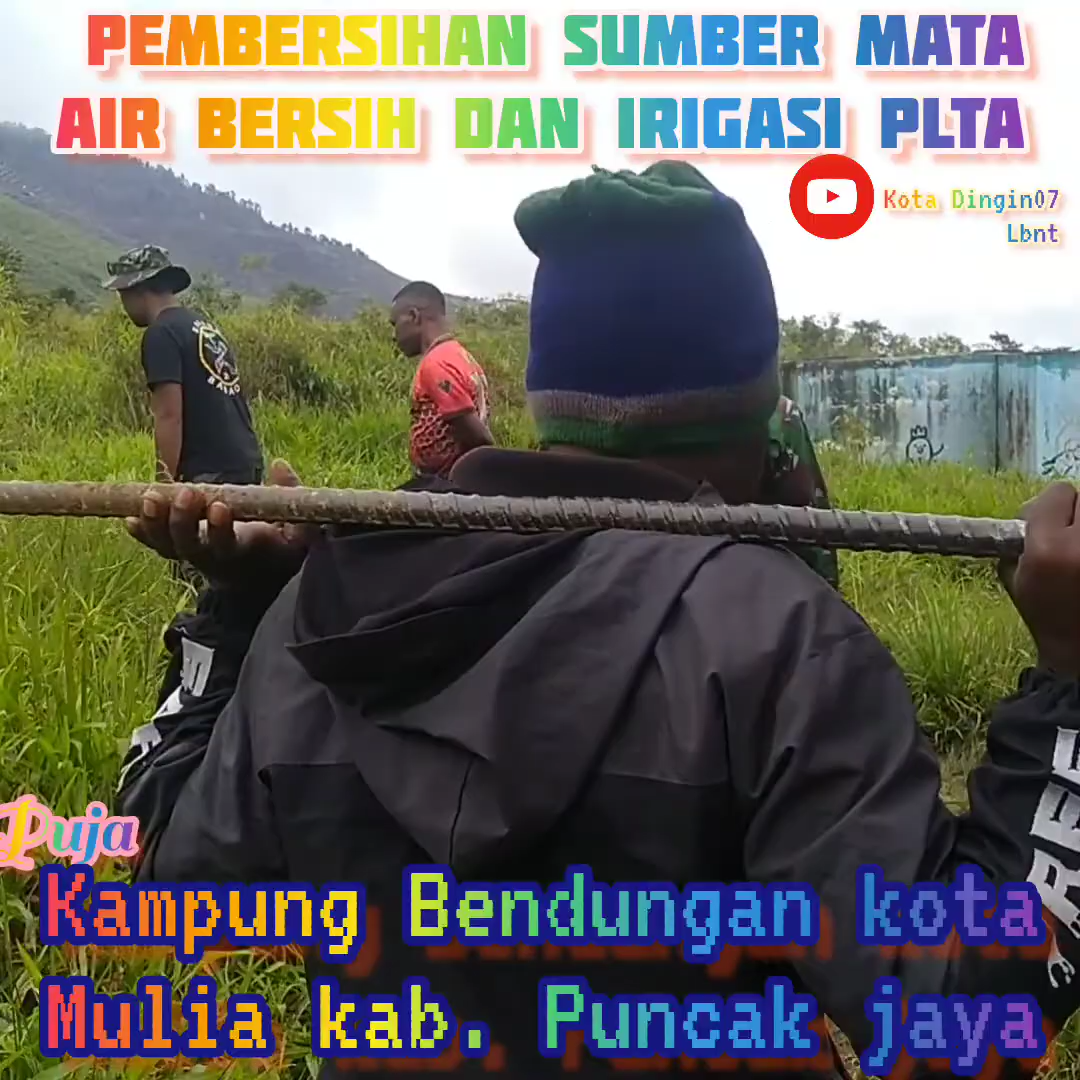 PEMBERSIHAN SUMBER MATA
AIR BERSIH DAN IRIGASI PLTA
Kota Dingin07
Lbnt
Puja
Kampung Bendungan kota
Mulia kab. Puncak jaya